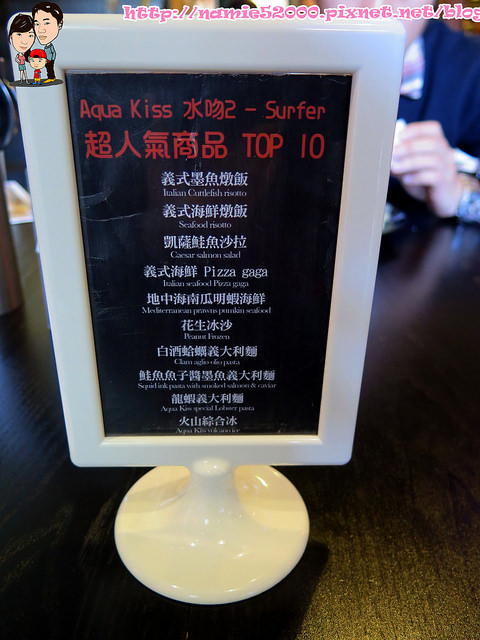 http://namie52000.pixnet.net/blog
Aqua Kiss 水吻2 - Surfer
超人氣商品 TOP 10
義式墨魚燉飯
Italian Cuttlefish risotto
義式海鮮燉飯
Seafood risotto
凱薩鮭魚沙拉
Caesar salmon salad
義式海鮮 Pizza gaga
Italian seafood Pizza gaga
地中海南瓜明蝦海鮮
Mediterranean prawns pumkin seafood
花生冰沙
Peanut Frozen
白酒蛤蠣義大利麵
Clam aglio olio pasta
鮭魚魚子醬墨魚義大利麵
Squid ink pasta with smoked salmon & caviar
龍蝦義大利麵
Aqua Kiss special Lobster pasta
火山綜合冰
Aqua Kiss volcano ice